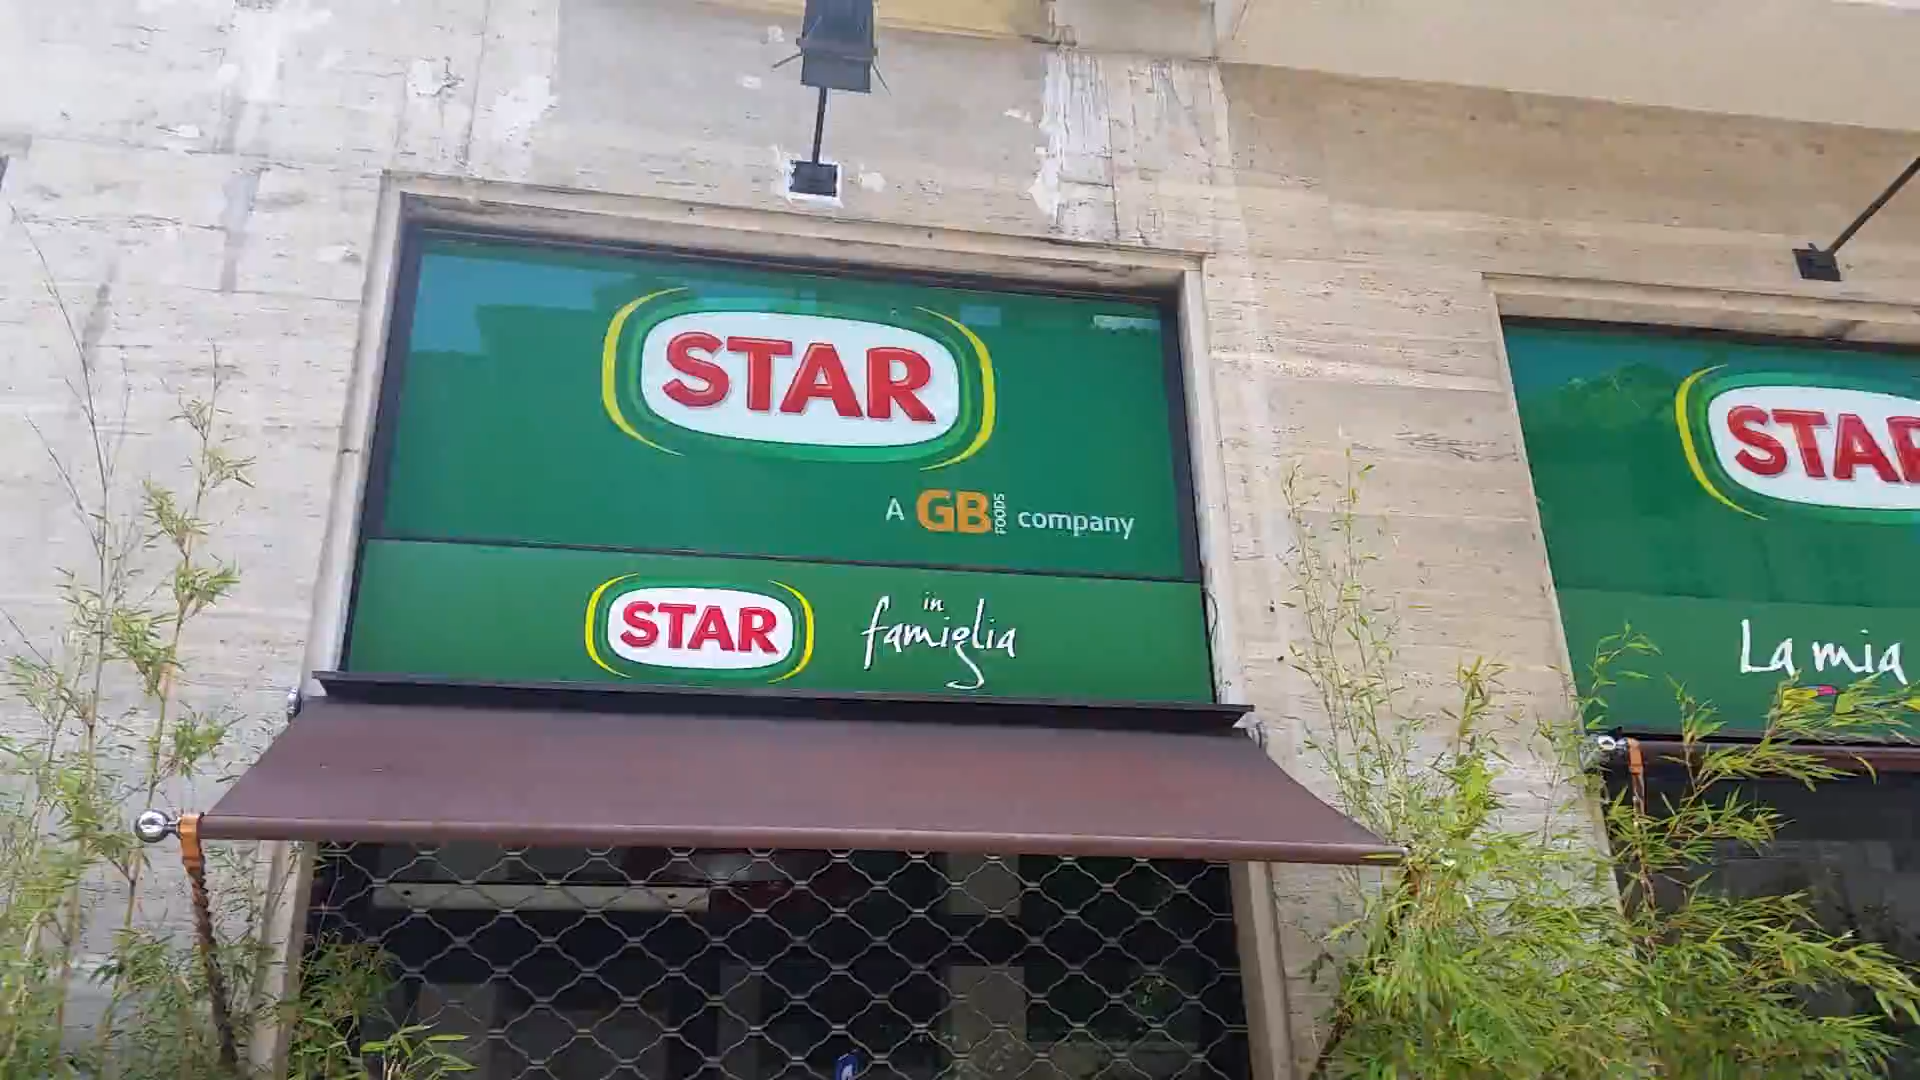 STAR
A GB FOODS company
STAR in famiglia
STAR
La mia